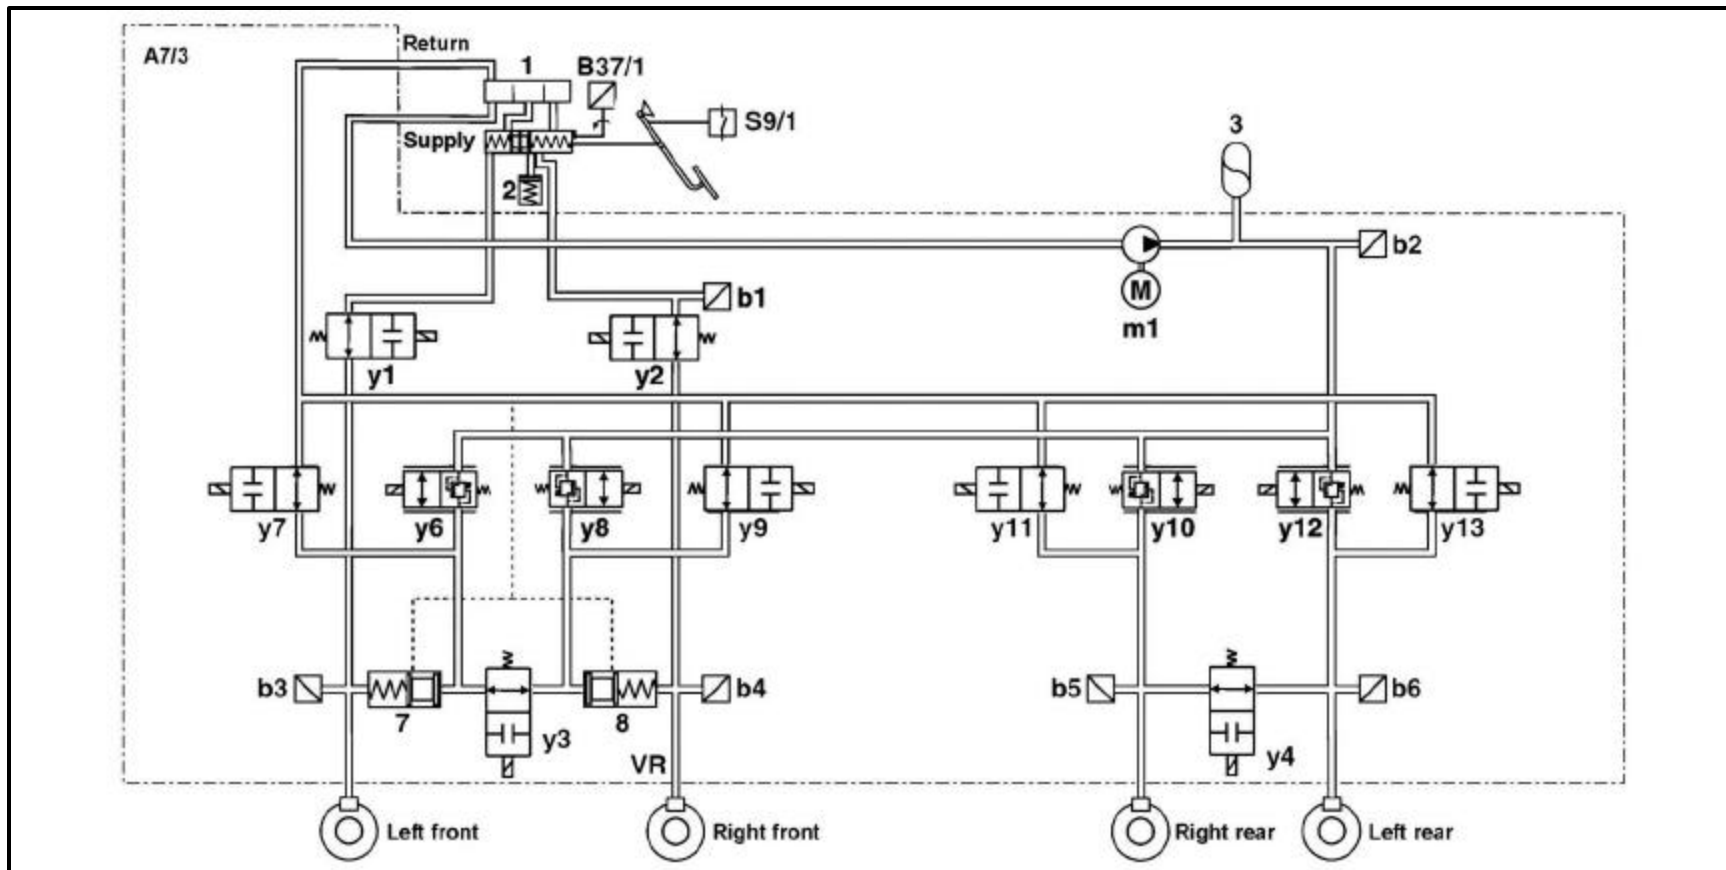 Return
A7/3
1 B37/1
S9/1
3
Supply
2
b2
b1
M
m1
y1 y2
y7 y6 y8 y9 y11 y10 y12 y13
b3 b4 b5 b6
7 8
y3 y4
VR
Left front Right front Right rear Left rear